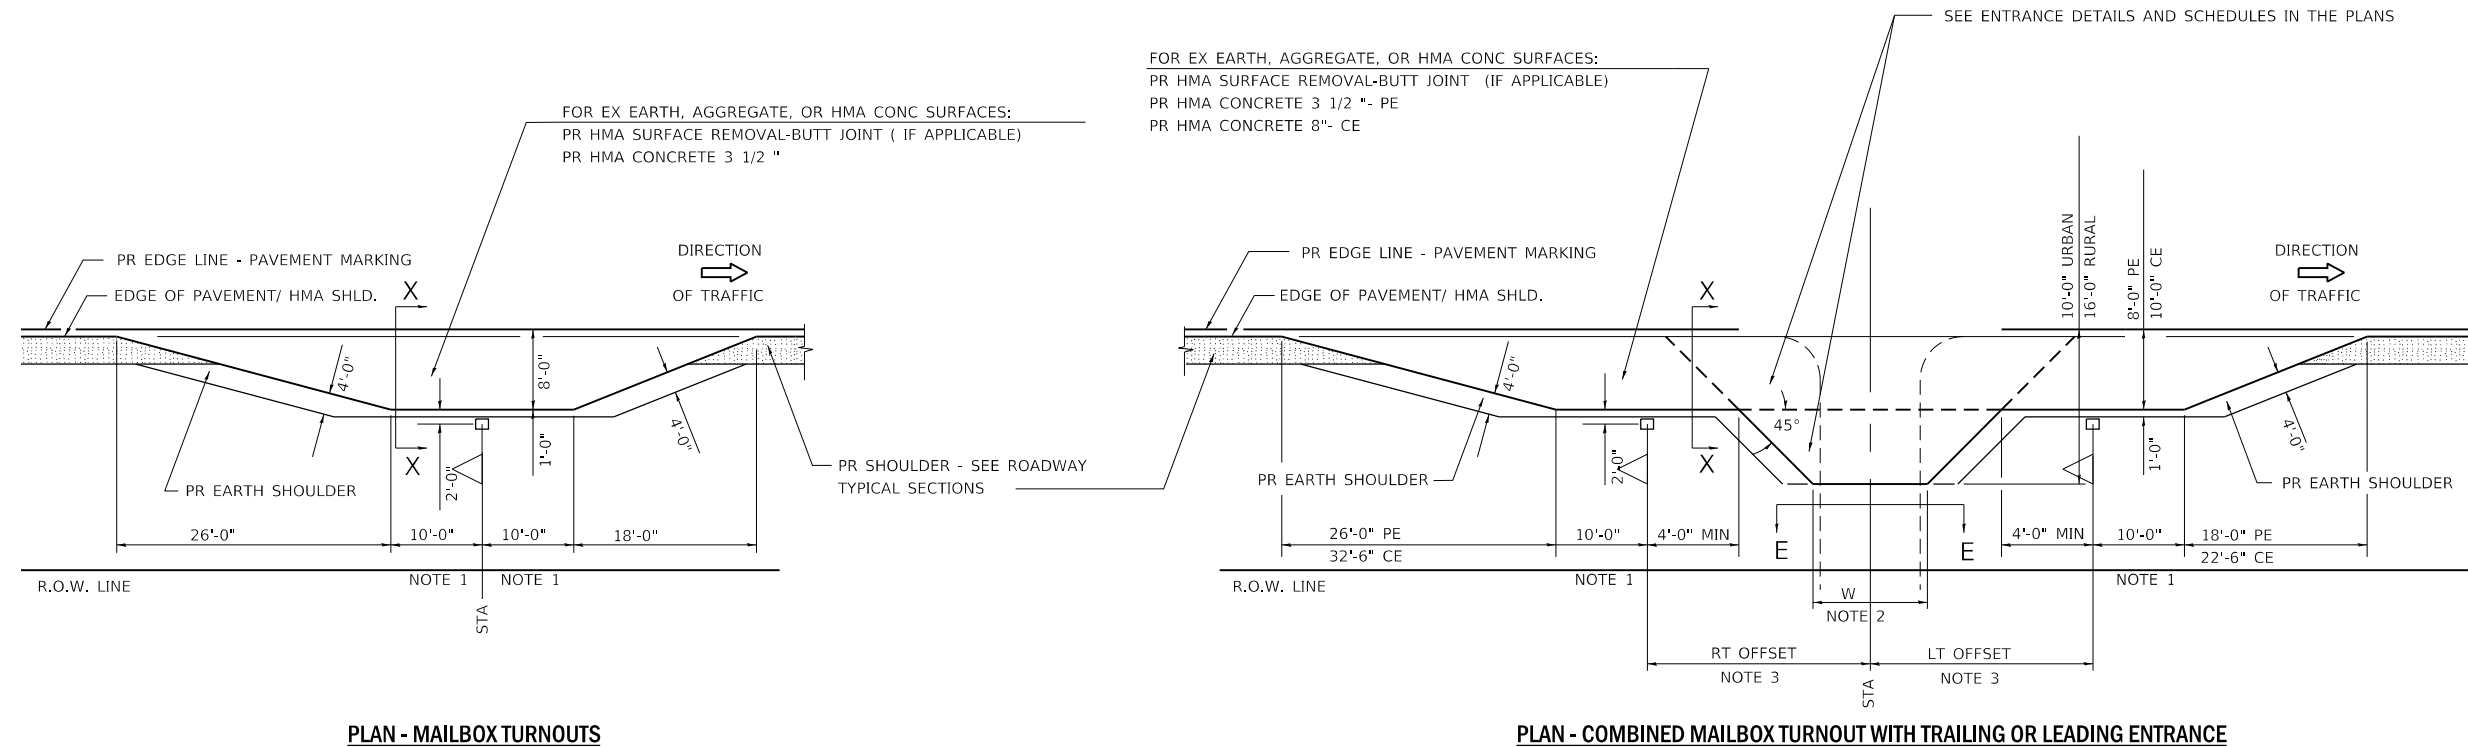 FOR EX EARTH, AGGREGATE, OR HMA CONC SURFACES:
PR HMA SURFACE REMOVAL-BUTT JOINT ( IF APPLICABLE)
PR HMA CONCRETE 3 1/2 "
PR EDGE LINE - PAVEMENT MARKING
EDGE OF PAVEMENT/ HMA SHLD.
DIRECTION
OF TRAFFIC
X
X
4'-0"
8'-0"
4'-0"
1'-0"
2'-0"
PR EARTH SHOULDER
PR SHOULDER - SEE ROADWAY
TYPICAL SECTIONS
26'-0"
10'-0"
10'-0"
18'-0"
NOTE 1
NOTE 1
R.O.W. LINE
STA
PLAN - MAILBOX TURNOUTS
SEE ENTRANCE DETAILS AND SCHEDULES IN THE PLANS
FOR EX EARTH, AGGREGATE, OR HMA CONC SURFACES:
PR HMA SURFACE REMOVAL-BUTT JOINT (IF APPLICABLE)
PR HMA CONCRETE 3 1/2 "- PE
PR HMA CONCRETE 8"- CE
PR EDGE LINE - PAVEMENT MARKING
EDGE OF PAVEMENT/ HMA SHLD.
10'-0" URBAN
16'-0" RURAL
8'-0" PE
10'-0" CE
DIRECTION
OF TRAFFIC
X
X
4'-0"
45°
2'-0"
1'-0"
4'-0"
PR EARTH SHOULDER
PR EARTH SHOULDER
E
E
26'-0" PE
32'-6" CE
10'-0"
4'-0" MIN
4'-0" MIN
10'-0"
18'-0" PE
22'-6" CE
NOTE 1
NOTE 1
R.O.W. LINE
W
NOTE 2
RT OFFSET
NOTE 3
LT OFFSET
NOTE 3
STA
PLAN - COMBINED MAILBOX TURNOUT WITH TRAILING OR LEADING ENTRANCE